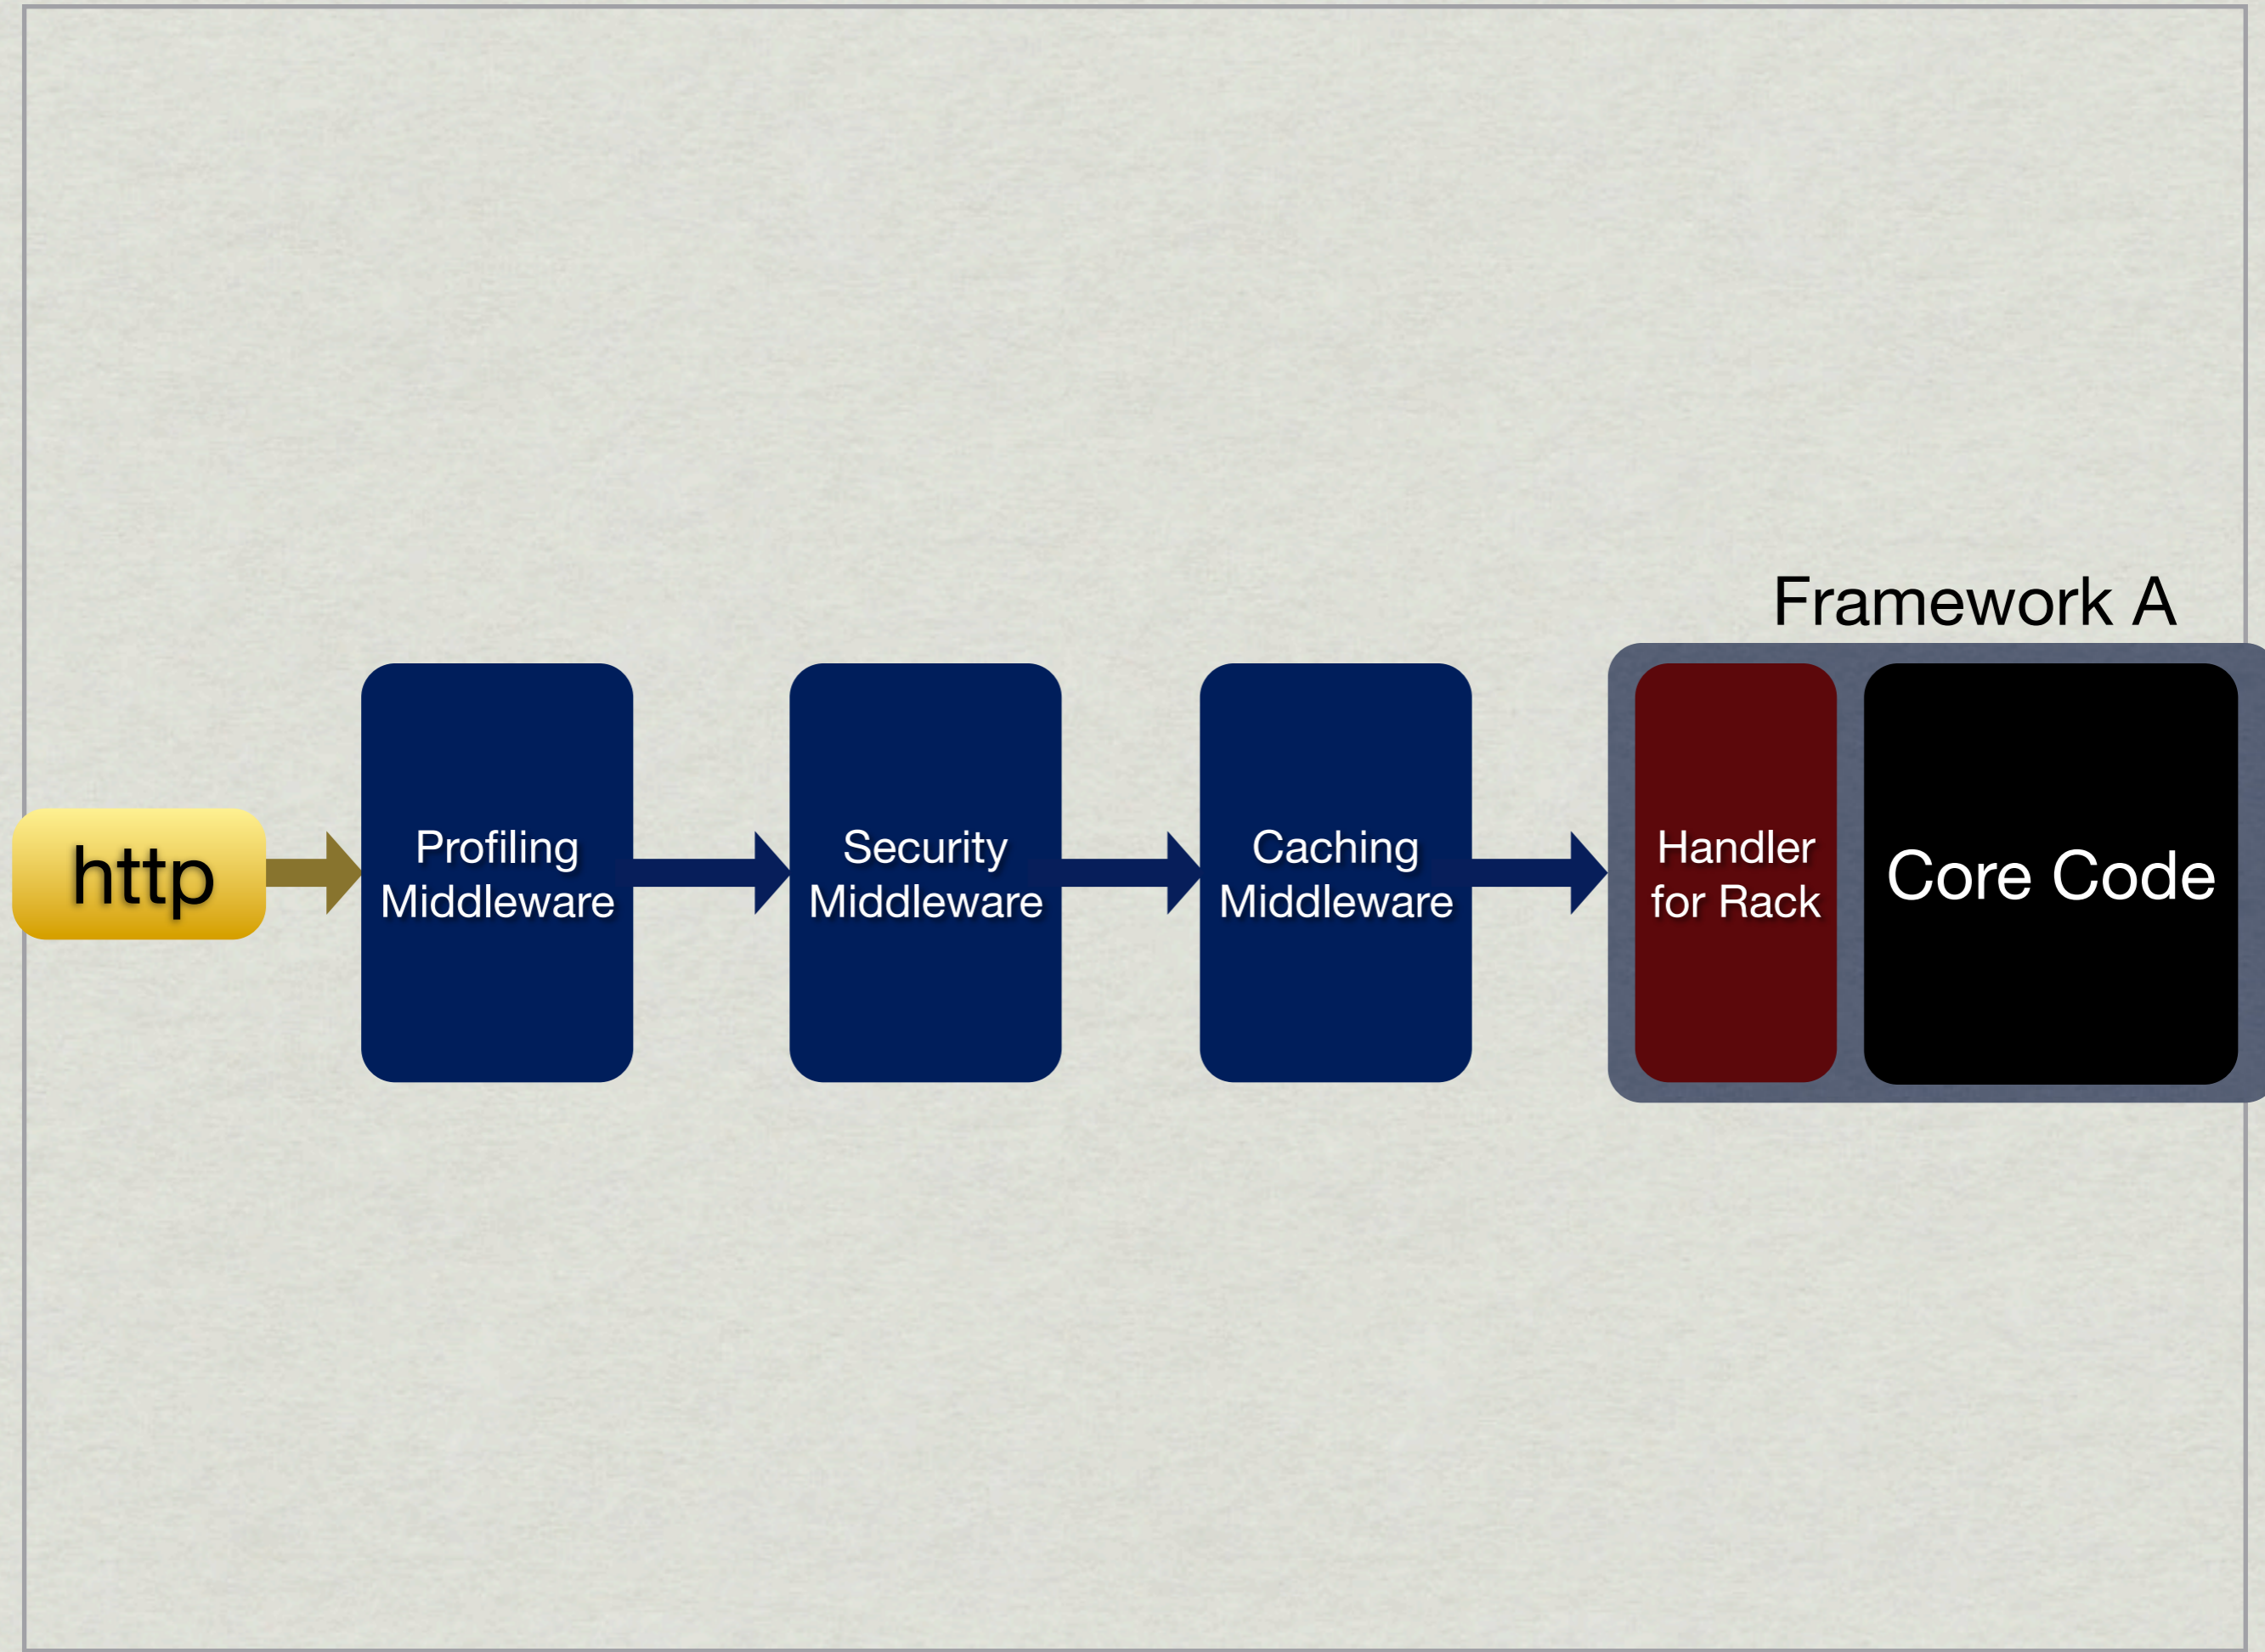 Framework A
http
Profiling
Middleware
Security
Middleware
Caching
Middleware
Handler
for Rack
Core Code